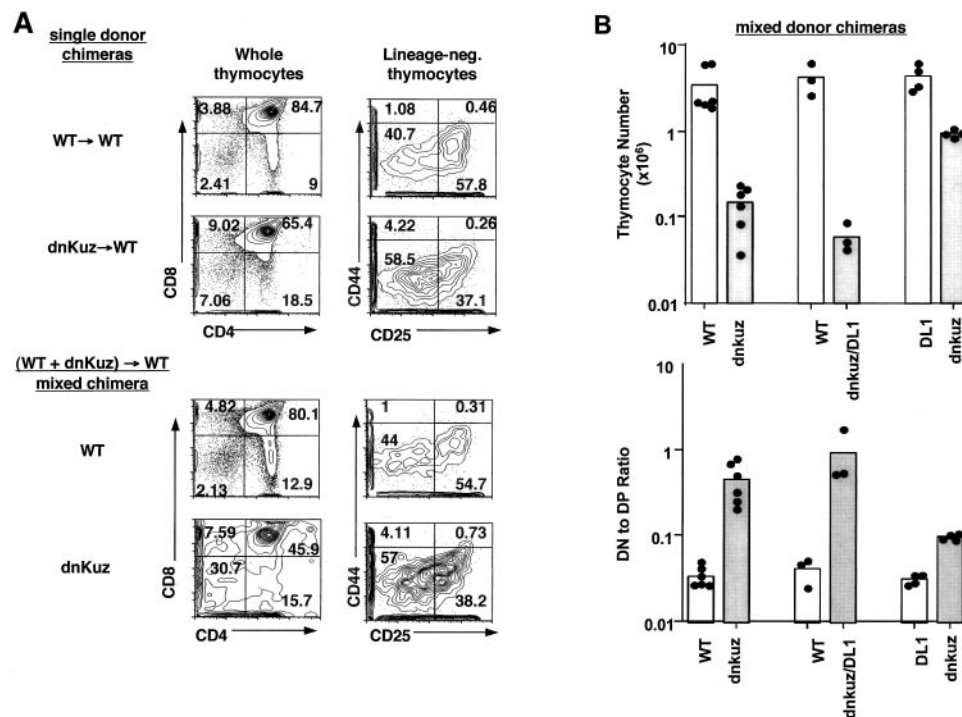 A
single donor
chimeras
Whole
thymocytes
Lineage-neg.
thymocytes
WT→ WT
3.88 84.7
2.41 9
1.08 0.46
40.7
57.8
dnKuz→WT
9.02 65.4
7.06 18.5
4.22 0.26
58.5
37.1
CD8
CD4
CD44
CD25
(WT + dnKuz) → WT
mixed chimera
WT
4.82 80.1
2.13 12.9
1 0.31
44
54.7
dnKuz
7.59
45.9
30.7
15.7
4.11 0.73
57
38.2
CD8
CD4
CD44
CD25
B
mixed donor chimeras
Thymocyte Number
(x10⁶)
10
1
0.1
0.01
WT
dnkuz
WT
dnkuz/DL1
DL1
dnkuz
DN to DP Ratio
10
1
0.1
0.01
WT
dnkuz
WT
dnkuz/DL1
DL1
dnkuz